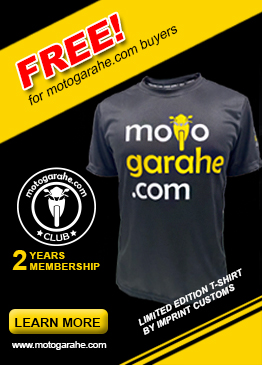 FREE!
for motogarahe.com buyers
moto
garahe
.com
motogarahe.com
CLUB
2 YEARS
MEMBERSHIP
LIMITED EDITION T-SHIRT
BY IMPRINT CUSTOMS
LEARN MORE
www.motogarahe.com